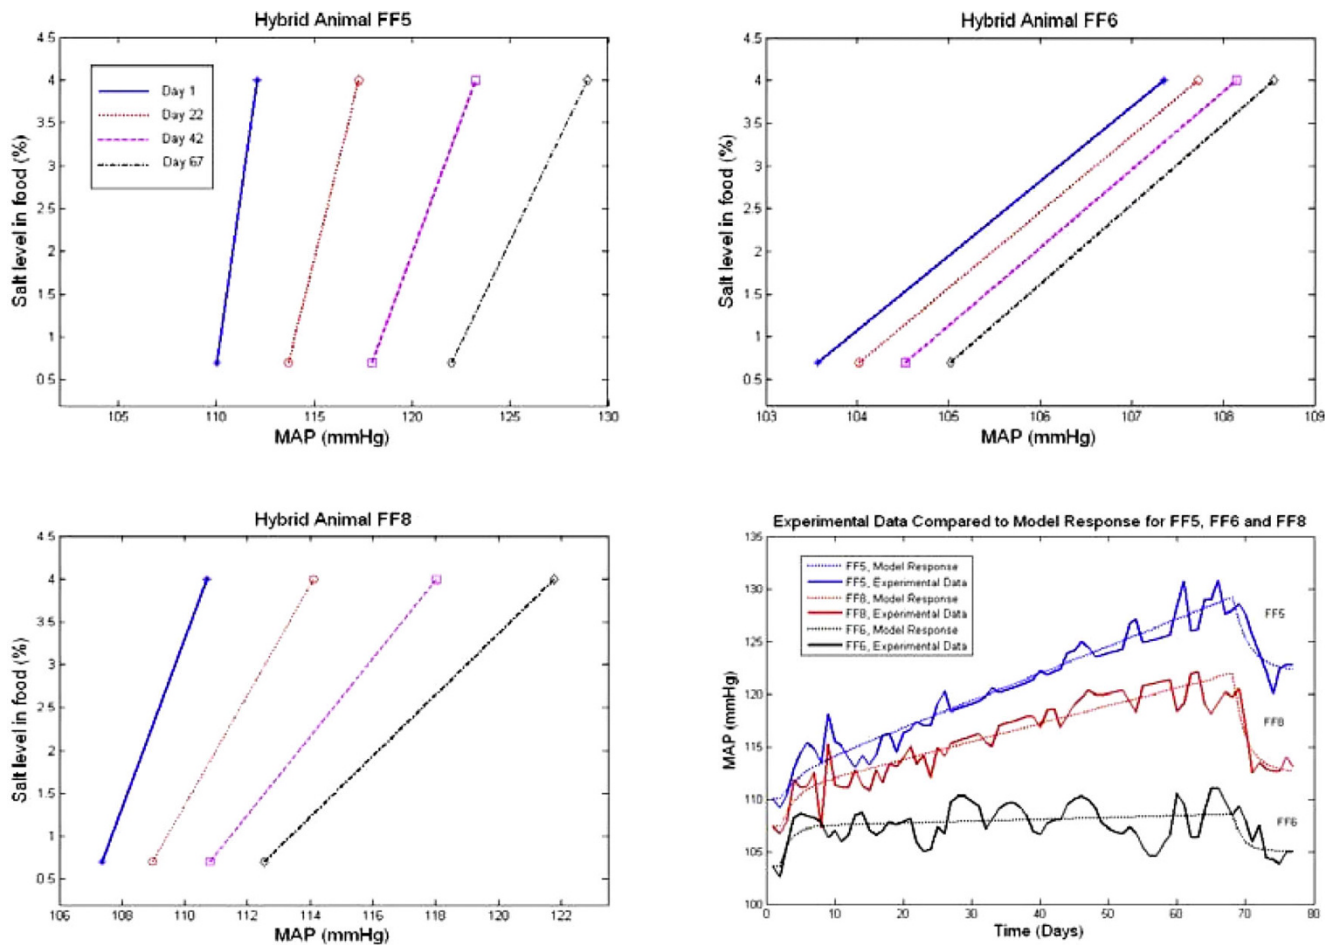 Hybrid Animal FF5
4.5
4
3.5
3
2.5
2
1.5
1
0.5
Salt level in food (%)
Day 1
Day 22
Day 42
Day 67
105
110
115
120
125
130
MAP (mmHg)
Hybrid Animal FF6
4.5
4
3.5
3
2.5
2
1.5
1
0.5
Salt level in food (%)
103
104
105
106
107
108
109
MAP (mmHg)
Hybrid Animal FF8
4.5
4
3.5
3
2.5
2
1.5
1
0.5
Salt level in food (%)
106
108
110
112
114
116
118
120
122
MAP (mmHg)
Experimental Data Compared to Model Response for FF5, FF6 and FF8
135
130
125
120
115
110
105
100
MAP (mmHg)
FF5, Model Response
FF5, Experimental Data
FF8, Model Response
FF8, Experimental Data
FF6, Model Response
FF6, Experimental Data
FF5
FF8
FF6
0
10
20
30
40
50
60
70
80
Time (Days)